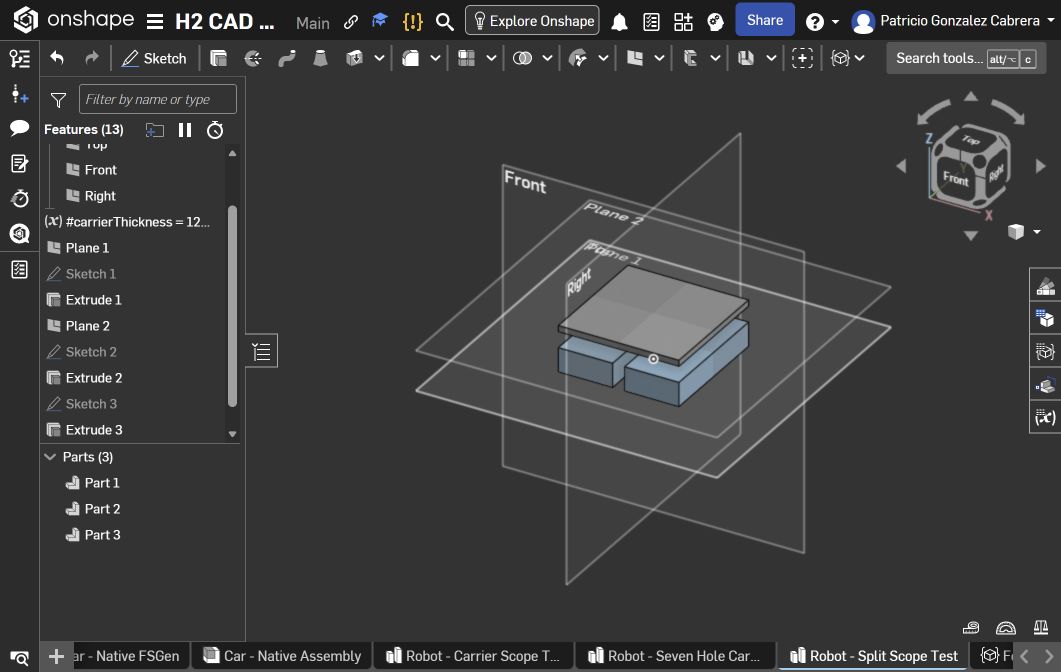 onshape H2 CAD ... Main Explore Onshape Share Patricio Gonzalez Cabrera
Sketch Search tools... alt/⌥ c
Filter by name or type
Features (13)
Top
Front
Right
(x) #carrierThickness = 12...
Plane 1
Sketch 1
Extrude 1
Plane 2
Sketch 2
Extrude 2
Sketch 3
Extrude 3
Parts (3)
Part 1
Part 2
Part 3
Front
Plane 2
Plane 1
Right
Z
Top
Front
Right
Y
X
ar - Native FSGen Car - Native Assembly Robot - Carrier Scope T... Robot - Seven Hole Car... Robot - Split Scope Test